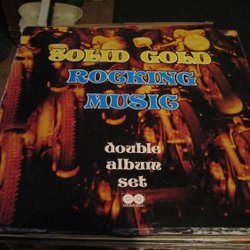 SOLID GOLD
ROCKING
MUSIC
double
album
set